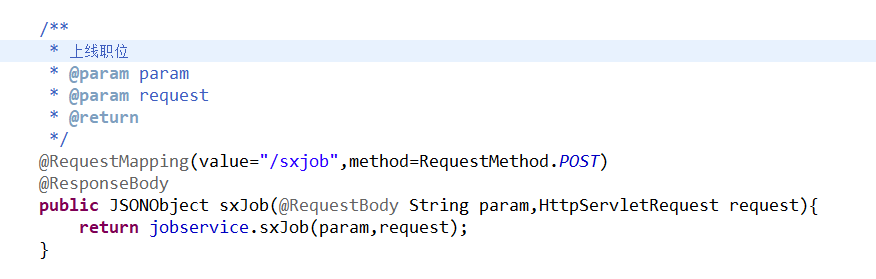 /**
 * 上线职位
 * @param param
 * @param request
 * @return
 */
@RequestMapping(value="/sxjob",method=RequestMethod.POST)
@ResponseBody
public JSONObject sxJob(@RequestBody String param,HttpServletRequest request){
    return jobservice.sxJob(param,request);
}